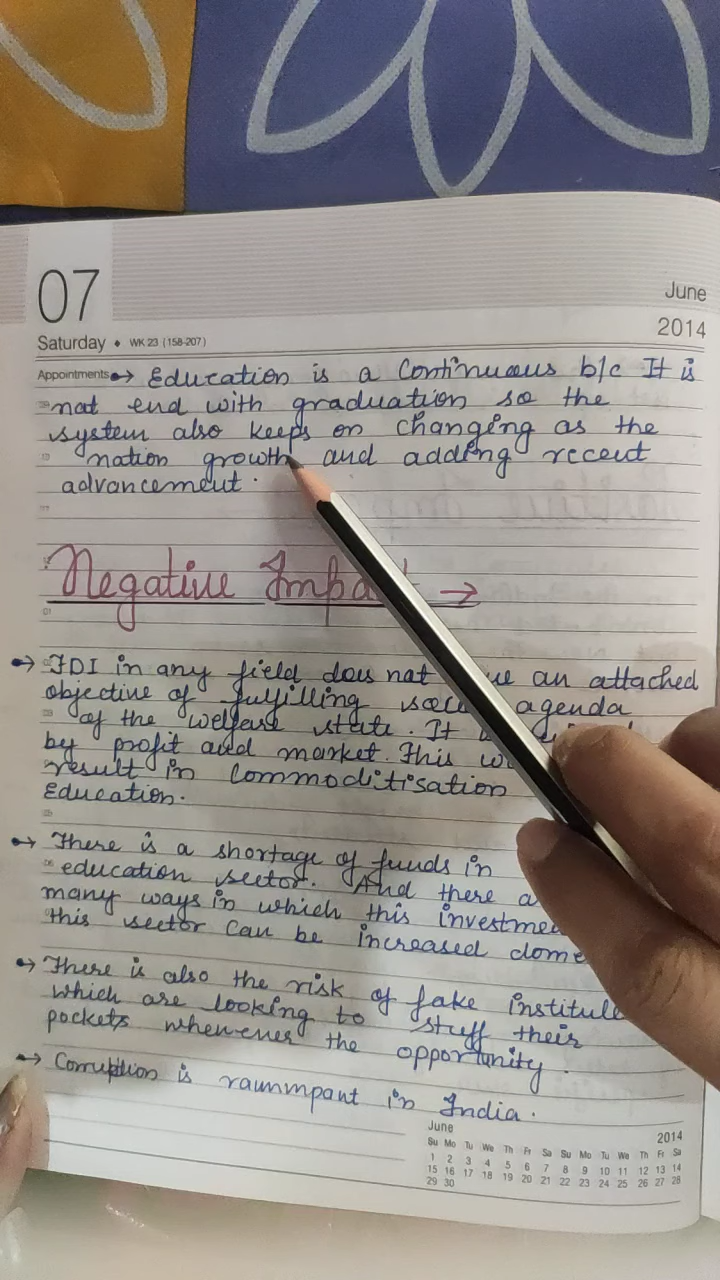 07
June
Saturday ♦ WK 23 (158-207)
2014
Appointments → Education is a Continuous b/c It is
not end with graduation so the
system also keeps on changing as the
nation growth and adding recent
advancement.
Negative Impact →
→ FDI in any field does not an attached
objective of fulfilling agenda
of the welfare state. It
by profit and market. This
result in Commoditisation
Education.
→ There is a shortage of funds in
education sector. And there
many ways in which this
this sector Can be increased
→ There is also the risk of fake
which are looking to stuff their
pockets whenever the opportunity.
→ Corruption is raummpant in India.
June 2014
Su Mo Tu We Th Fr Sa Su Mo Tu We Th Fr Sa
1 2 3 4 5 6 7 8 9 10 11 12 13 14
15 16 17 18 19 20 21 22 23 24 25 26 27 28
29 30